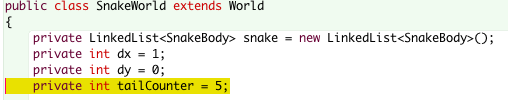 public class SnakeWorld extends World
{
    private LinkedList<SnakeBody> snake = new LinkedList<SnakeBody>();
    private int dx = 1;
    private int dy = 0;
    private int tailCounter = 5;